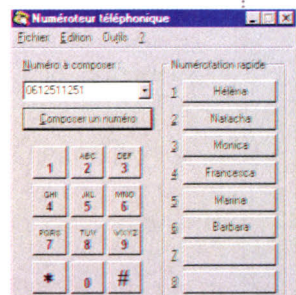 Numéroteur téléphonique
Fichier Edition Outils ?
Numéro à composer :
Numérotation rapide
0612511251
Composer un numéro
1 Helena
2 Natacha
3 Monica
4 Francesca
5 Marine
6 Barbara
7
8
1
ABC 2
DEF 3
GHI 4
JKL 5
MNO 6
PQRS 7
TUV 8
WXYZ 9
*
0
#